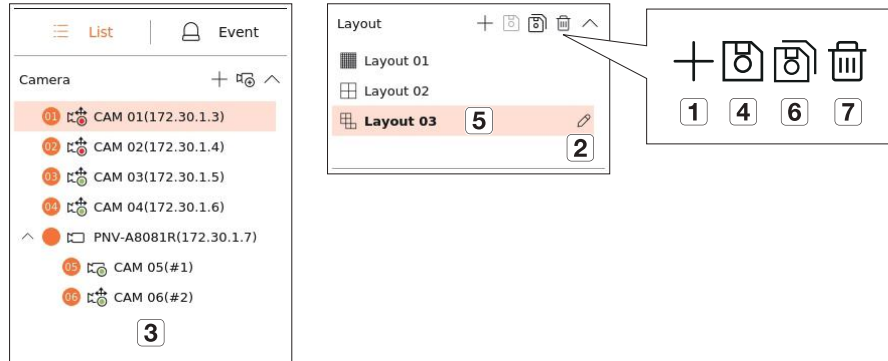 List Event
Camera
01 CAM 01(172.30.1.3)
02 CAM 02(172.30.1.4)
03 CAM 03(172.30.1.5)
04 CAM 04(172.30.1.6)
PNV-A8081R(172.30.1.7)
05 CAM 05(#1)
06 CAM 06(#2)
3
Layout
Layout 01
Layout 02
Layout 03 5
2
1 4 6 7